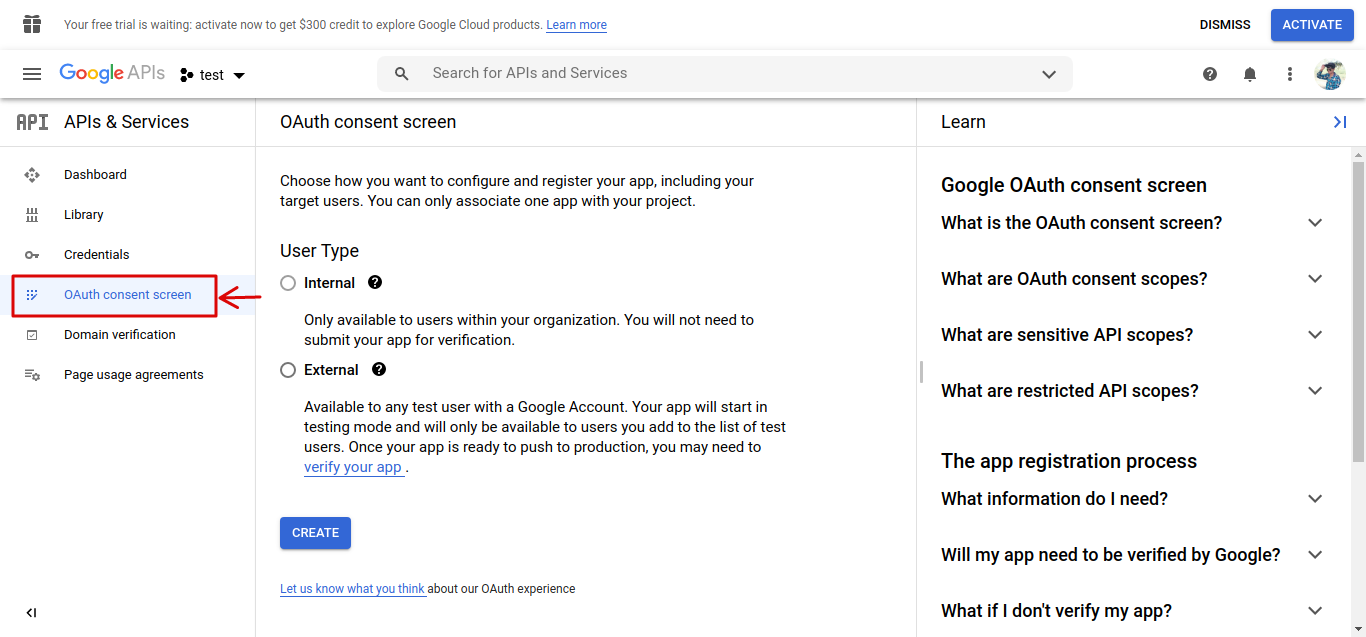 Your free trial is waiting: activate now to get $300 credit to explore Google Cloud products. Learn more
DISMISS
ACTIVATE
Google APIs
test
Search for APIs and Services
API
APIs & Services
Dashboard
Library
Credentials
OAuth consent screen
Domain verification
Page usage agreements
OAuth consent screen
Choose how you want to configure and register your app, including your
target users. You can only associate one app with your project.
User Type
Internal
Only available to users within your organization. You will not need to
submit your app for verification.
External
Available to any test user with a Google Account. Your app will start in
testing mode and will only be available to users you add to the list of test
users. Once your app is ready to push to production, you may need to
verify your app .
CREATE
Let us know what you think about our OAuth experience
Learn
Google OAuth consent screen
What is the OAuth consent screen?
What are OAuth consent scopes?
What are sensitive API scopes?
What are restricted API scopes?
The app registration process
What information do I need?
Will my app need to be verified by Google?
What if I don't verify my app?